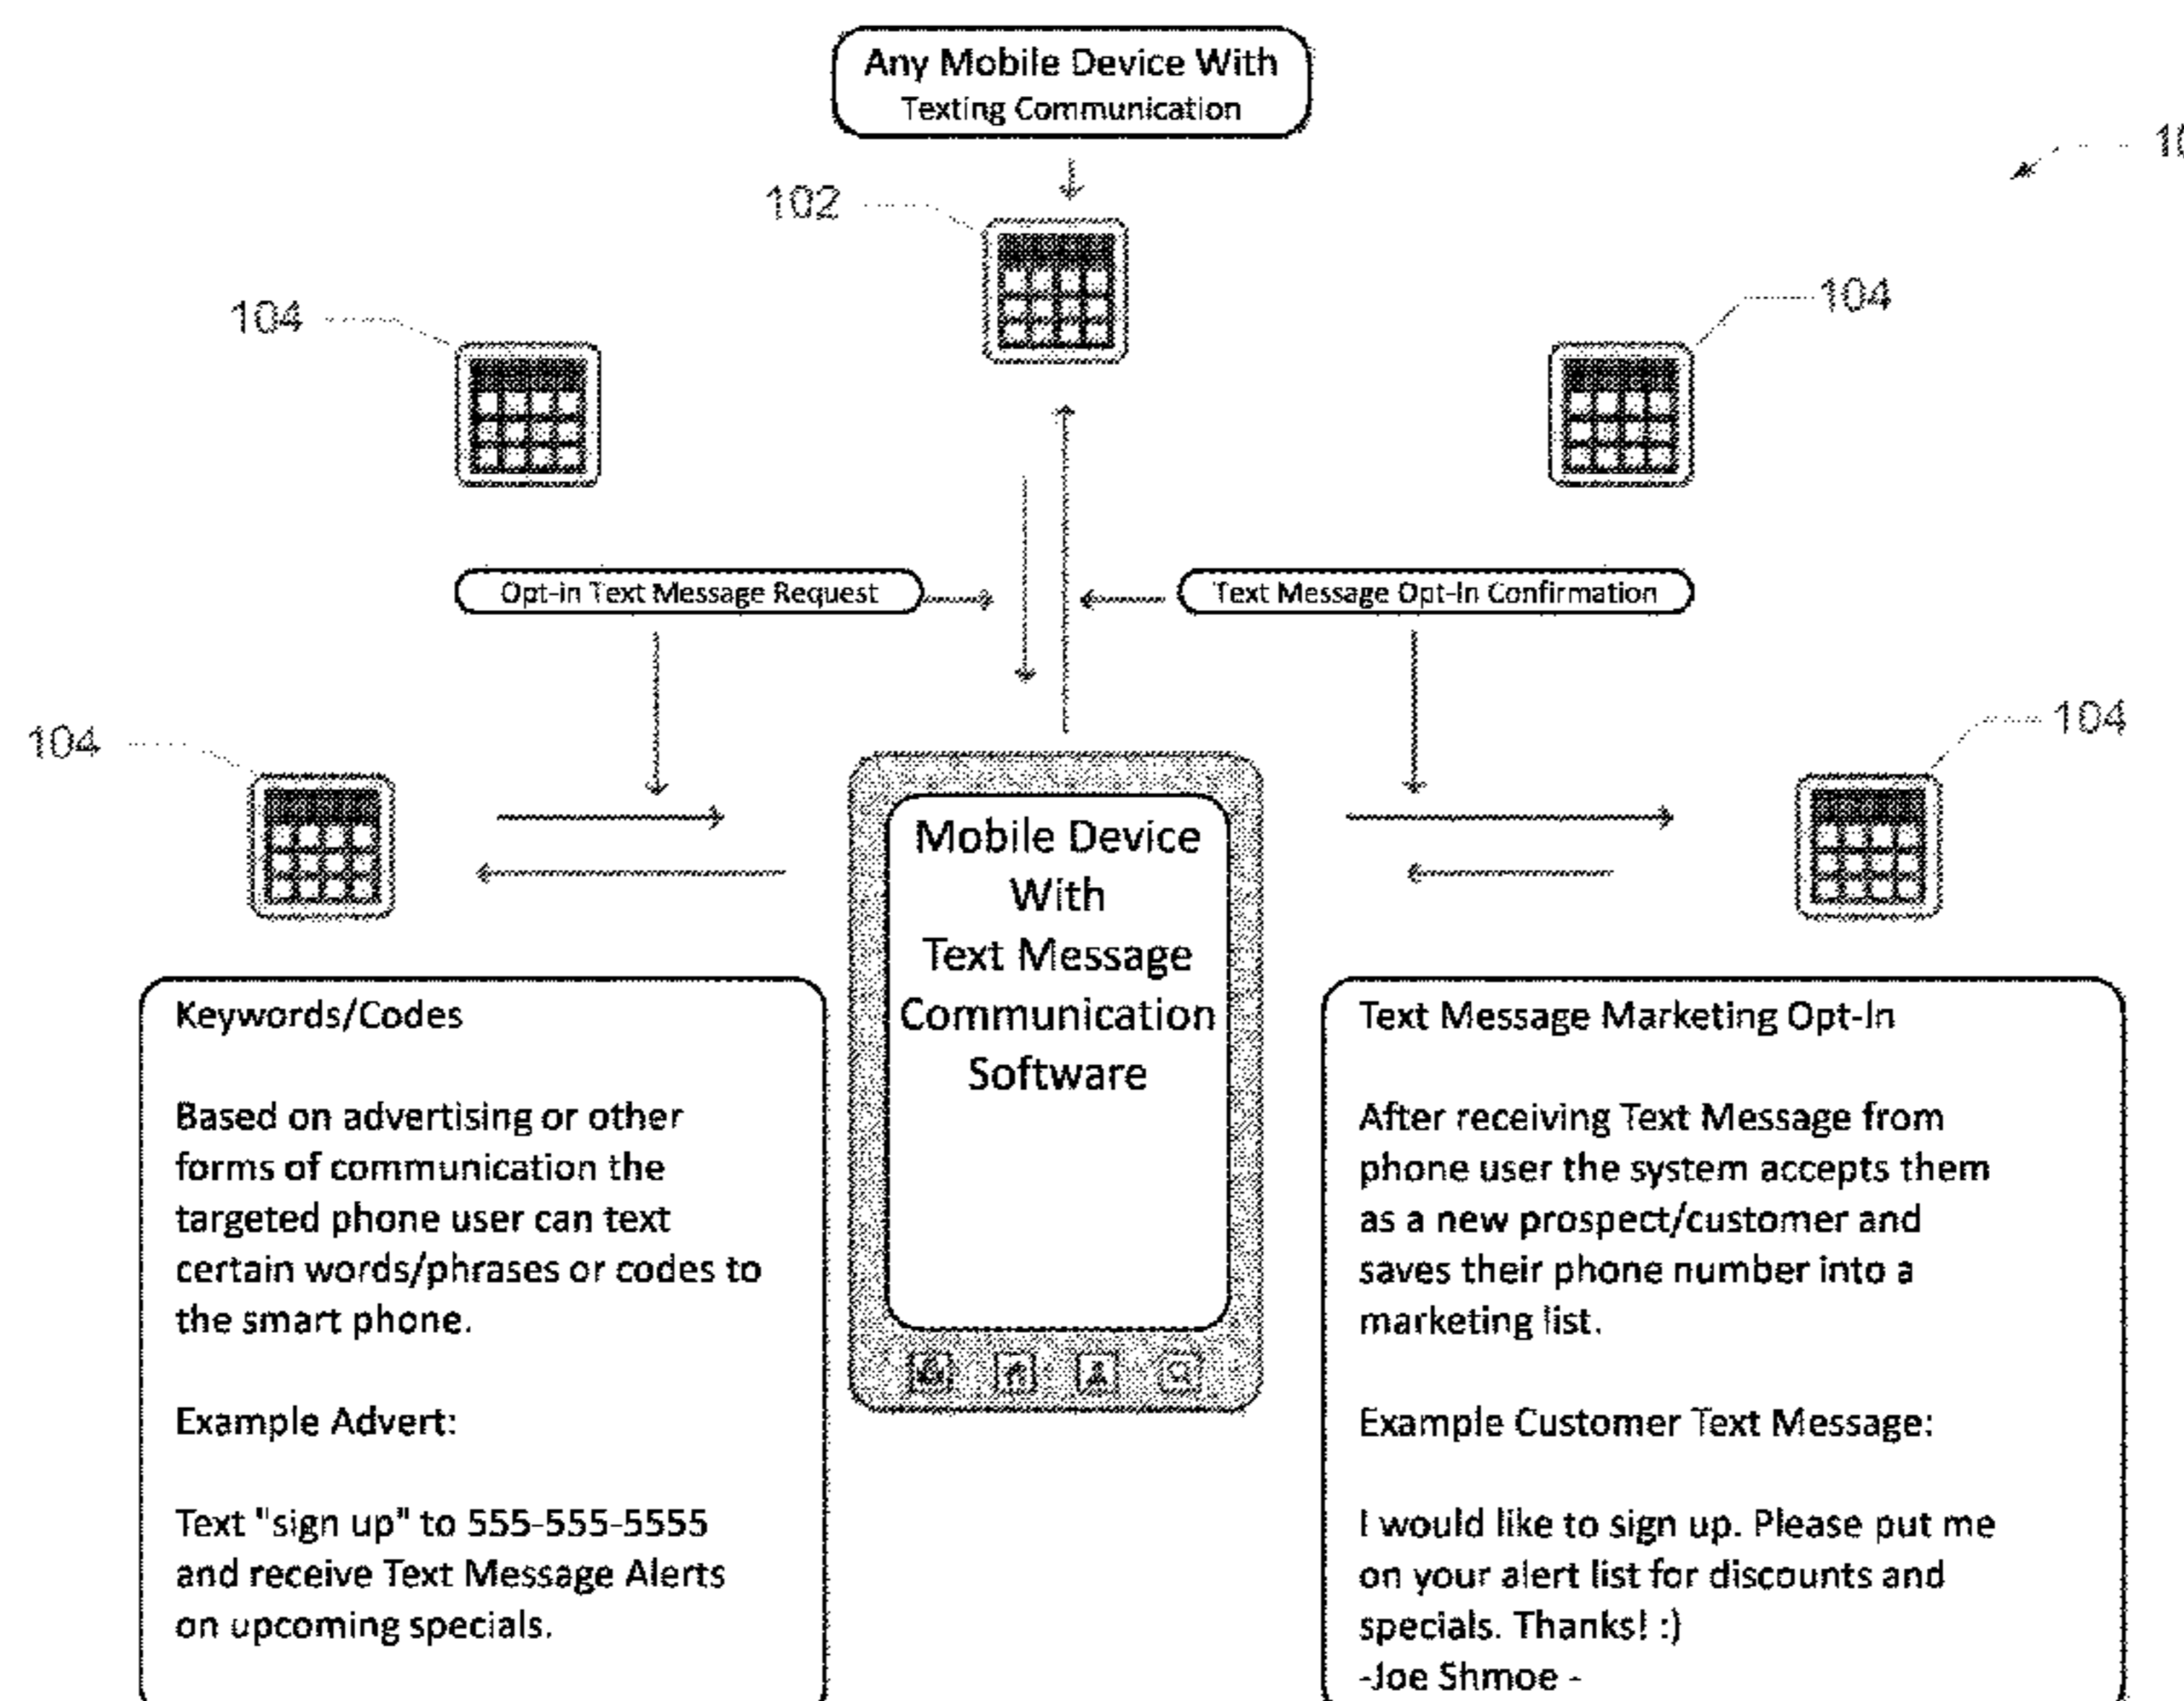 Any Mobile Device With
Texting Communication
102
104
104
Opt-in Text Message Request
Text Message Opt-In Confirmation
104
104
Mobile Device
With
Text Message
Communication
Software
Keywords/Codes
Based on advertising or other
forms of communication the
targeted phone user can text
certain words/phrases or codes to
the smart phone.
Example Advert:
Text "sign up" to 555-555-5555
and receive Text Message Alerts
on upcoming specials.
Text Message Marketing Opt-In
After receiving Text Message from
phone user the system accepts them
as a new prospect/customer and
saves their phone number into a
marketing list.
Example Customer Text Message:
I would like to sign up. Please put me
on your alert list for discounts and
specials. Thanks! :)
-Joe Shmoe -